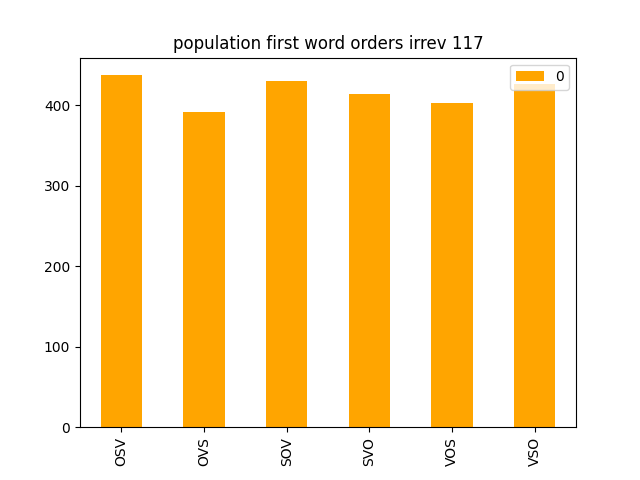 population first word orders irrev 117
0
400
300
200
100
0
OSV
OVS
SOV
SVO
VOS
VSO